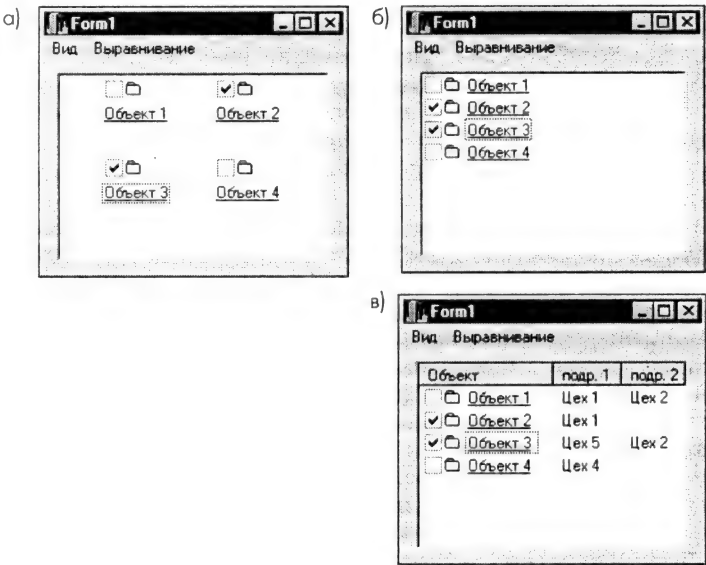 а)
Form1
Вид Выравнивание
Объект 1 Объект 2
Объект 3 Объект 4
б)
Form1
Вид Выравнивание
Объект 1
Объект 2
Объект 3
Объект 4
в)
Form1
Вид Выравнивание
Объект подр. 1 подр. 2
Объект 1 Цех 1 Цех 2
Объект 2 Цех 1
Объект 3 Цех 5 Цех 2
Объект 4 Цех 4